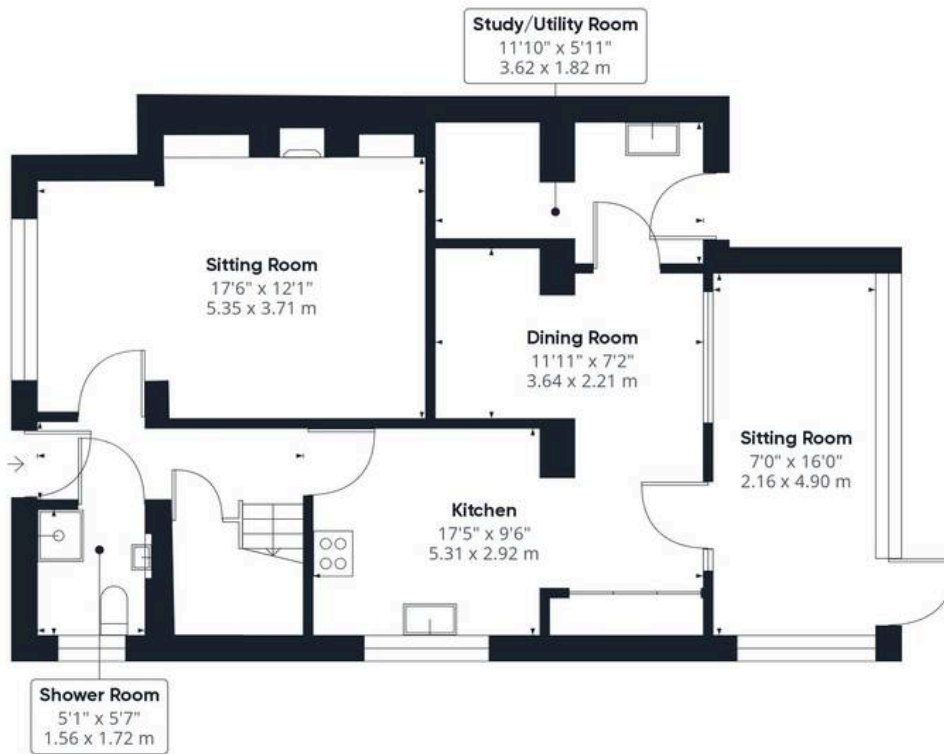 Study/Utility Room
11'10" x 5'11"
3.62 x 1.82 m
Sitting Room
17'6" x 12'1"
5.35 x 3.71 m
Dining Room
11'11" x 7'2"
3.64 x 2.21 m
Sitting Room
7'0" x 16'0"
2.16 x 4.90 m
Kitchen
17'5" x 9'6"
5.31 x 2.92 m
Shower Room
5'1" x 5'7"
1.56 x 1.72 m